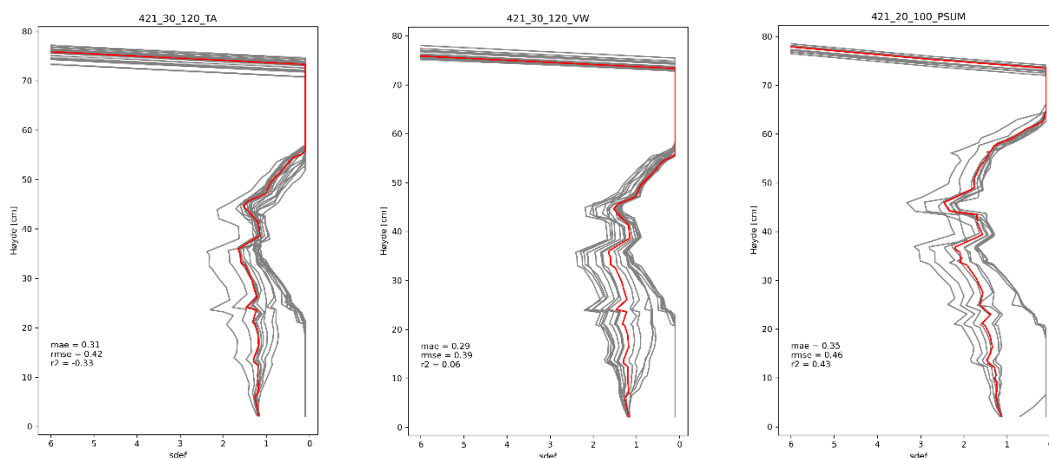 421_30_120_TA
80
70
60
50
40
30
20
10
0
Høyde [cm]
mae = 0.31
rmse = 0.42
r2 = -0.33
6 5 4 3 2 1 0
sdef
421_30_120_VW
80
70
60
50
40
30
20
10
0
Høyde [cm]
mae = 0.29
rmse = 0.39
r2 = 0.06
6 5 4 3 2 1 0
sdef
421_20_100_PSUM
80
70
60
50
40
30
20
10
0
Høyde [cm]
mae = 0.35
rmse = 0.46
r2 = 0.43
6 5 4 3 2 1 0
sdef